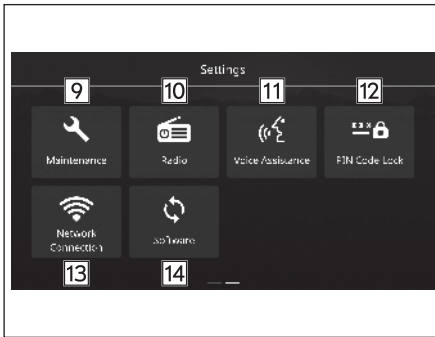 Settings
9 10 11 12
Maintenance Radio Voice Assistance PIN Code Lock
Network
Connection
Software
13 14